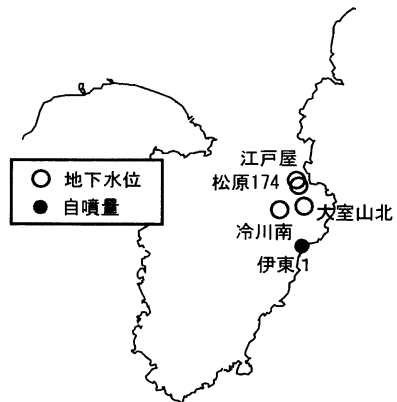 江戸屋
松原174
地下水位
自噴量
大室山北
冷川南
伊東1